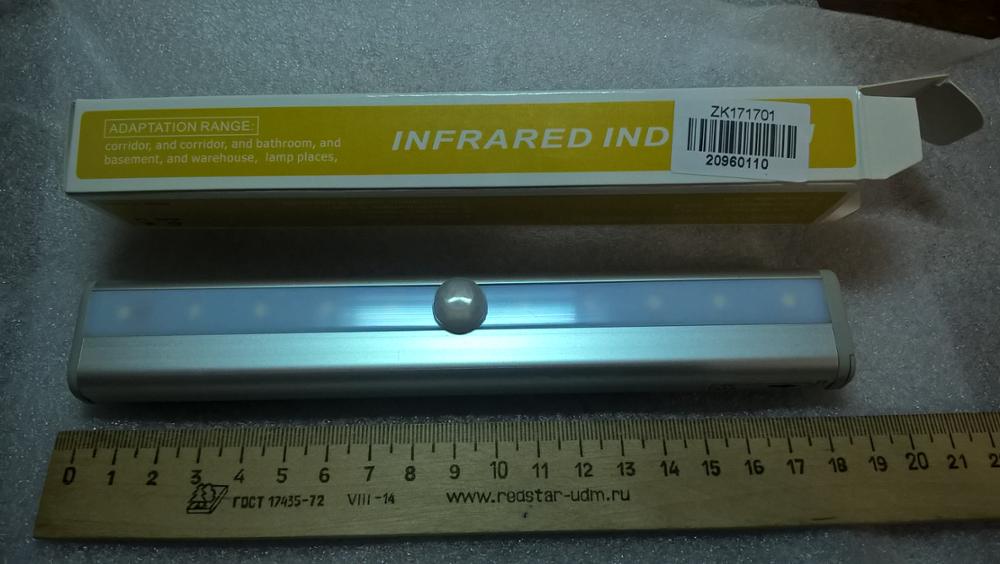 ADAPTATION RANGE:
corridor, and corridor, and bathroom, and
basement, and warehouse, lamp places,
INFRARED IND
ZK171701
20960110
0 1 2 3 4 5 6 7 8 9 10 11 12 13 14 15 16 17 18 19 20 21 2
ГОСТ 17435-72 VIII-14 www.redstar-udm.ru